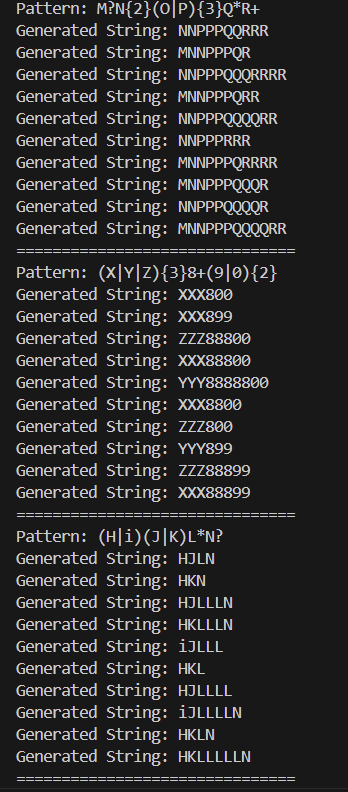 Pattern: M?N{2}(O|P){3}Q*R+
Generated String: NNPPPQQRRR
Generated String: MNNPPPQR
Generated String: NNPPPQQQRRRR
Generated String: MNNPPPQRR
Generated String: NNPPPQQQQRR
Generated String: NNPPPRRR
Generated String: MNNPPPQRRRR
Generated String: MNNPPPQQQR
Generated String: NNPPPQQQQR
Generated String: MNNPPPQQQQRR
===============================
Pattern: (X|Y|Z){3}8+(9|0){2}
Generated String: XXX800
Generated String: XXX899
Generated String: ZZZ88800
Generated String: XXX88800
Generated String: YYY8888800
Generated String: XXX8800
Generated String: ZZZ800
Generated String: YYY899
Generated String: ZZZ88899
Generated String: XXX88899
===============================
Pattern: (H|i)(J|K)L*N?
Generated String: HJLN
Generated String: HKN
Generated String: HJLLLN
Generated String: HKLLLN
Generated String: iJLLL
Generated String: HKL
Generated String: HJLLLL
Generated String: iJLLLLN
Generated String: HKLN
Generated String: HKLLLLLN
===============================